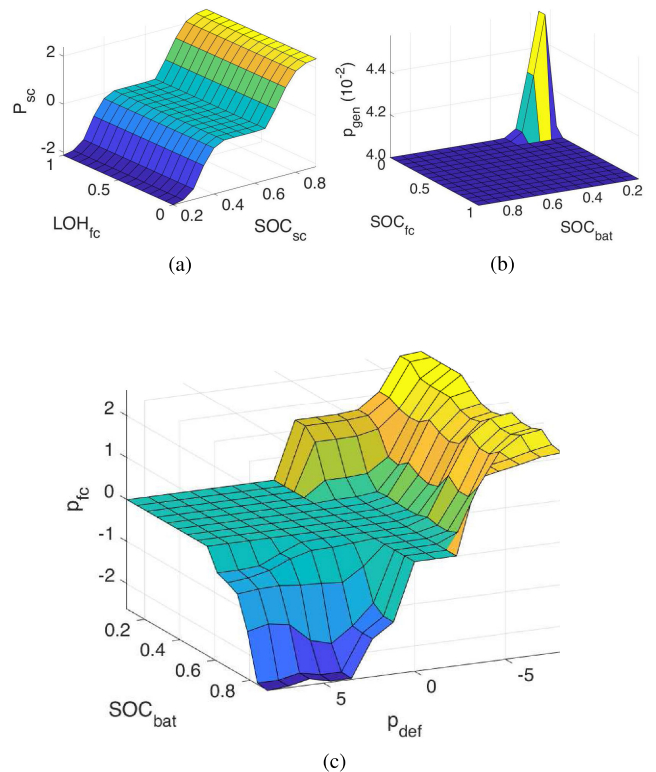 2
0
-2
P_sc
1
0.5
0
LOH_fc
0.2
0.4
0.6
0.8
SOC_sc
(a)
4.4
4.2
4.0
p_gen (10^-2)
0
0.5
1
SOC_fc
0.8
0.6
0.4
0.2
SOC_bat
(b)
2
1
0
-1
-2
p_fc
0.2
0.4
0.6
0.8
SOC_bat
5
0
-5
p_def
(c)